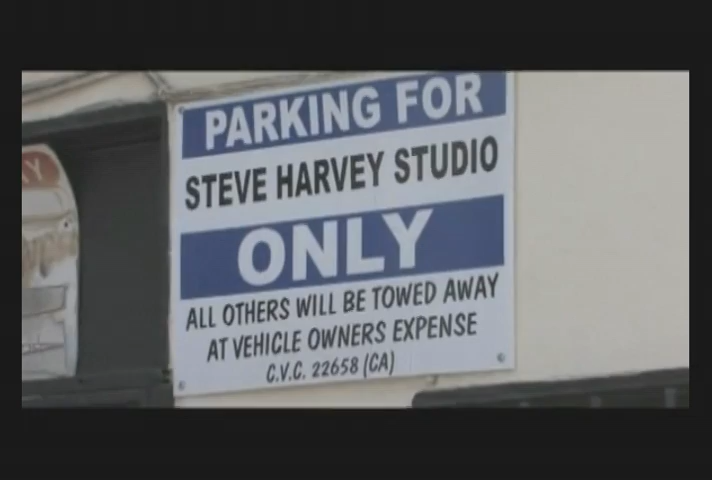 PARKING FOR
STEVE HARVEY STUDIO
ONLY
ALL OTHERS WILL BE TOWED AWAY
AT VEHICLE OWNERS EXPENSE
C.V.C. 22658 (CA)